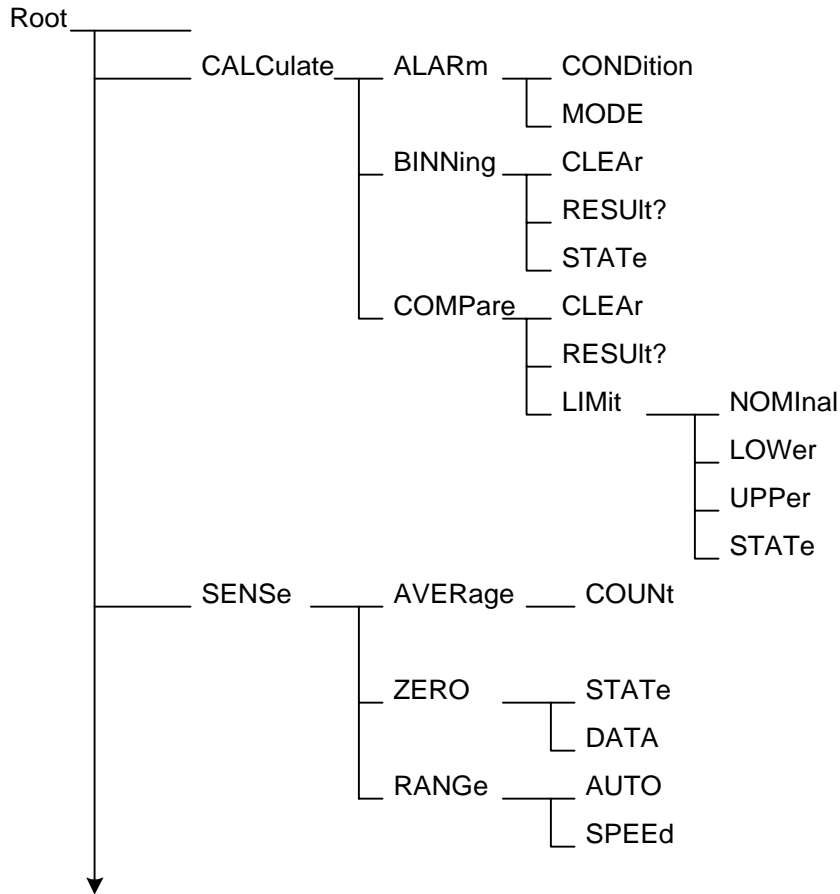 Root
CALCulate ALARm CONDition
MODE
BINNing CLEAr
RESUlt?
STATe
COMPare CLEAr
RESUlt?
LIMit NOMInal
LOWer
UPPer
STATe
SENSe AVERage COUNt
ZERO STATe
DATA
RANGe AUTO
SPEEd